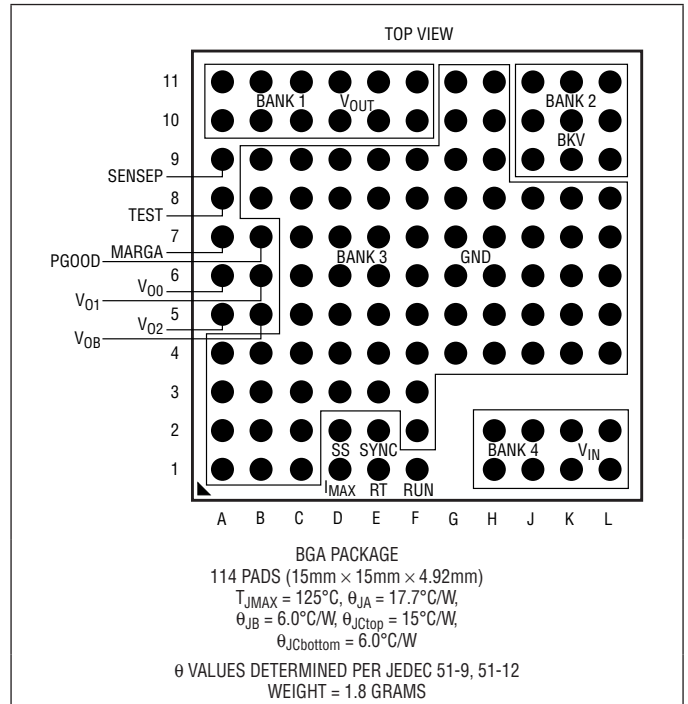 TOP VIEW
11
BANK 1 VOUT
BANK 2
10
BKV
9
SENSEP
8
TEST
7
MARGA
PGOOD
BANK 3
GND
6
VO0
VO1
5
VO2
VOB
4
3
2
SS SYNC
BANK 4 VIN
1
IMAX RT RUN
A B C D E F G H J K L
BGA PACKAGE
114 PADS (15mm × 15mm × 4.92mm)
TJMAX = 125°C, θJA = 17.7°C/W,
θJB = 6.0°C/W, θJCtop = 15°C/W,
θJCbottom = 6.0°C/W
θ VALUES DETERMINED PER JEDEC 51-9, 51-12
WEIGHT = 1.8 GRAMS